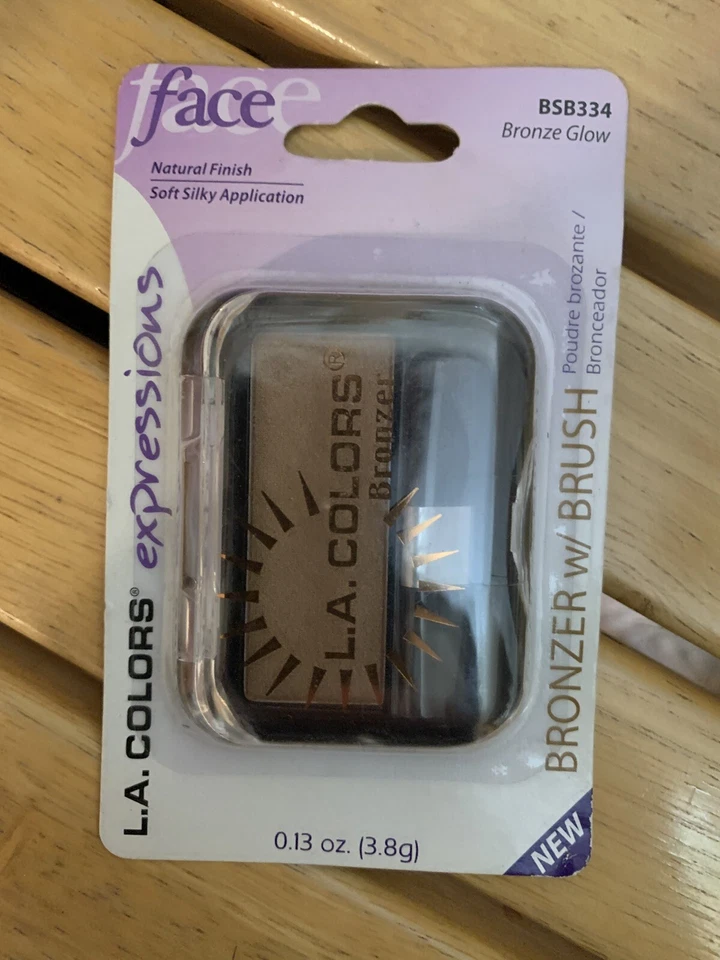 face
BSB334
Bronze Glow
Natural Finish
Soft Silky Application
L.A. COLORS® expressions
L.A. COLORS®
Bronzer
Poudre brozante /
Bronceador
BRONZER w/ BRUSH
0.13 oz. (3.8g)
NEW